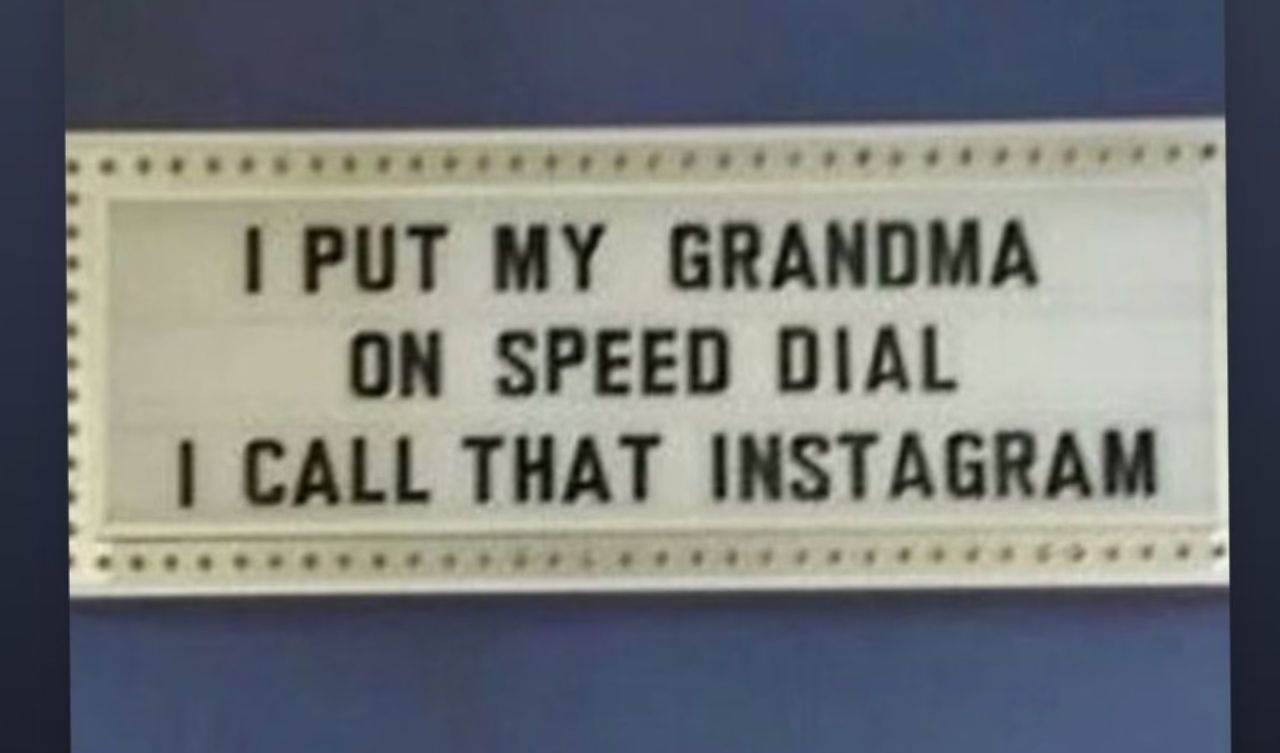 I PUT MY GRANDMA
ON SPEED DIAL
I CALL THAT INSTAGRAM